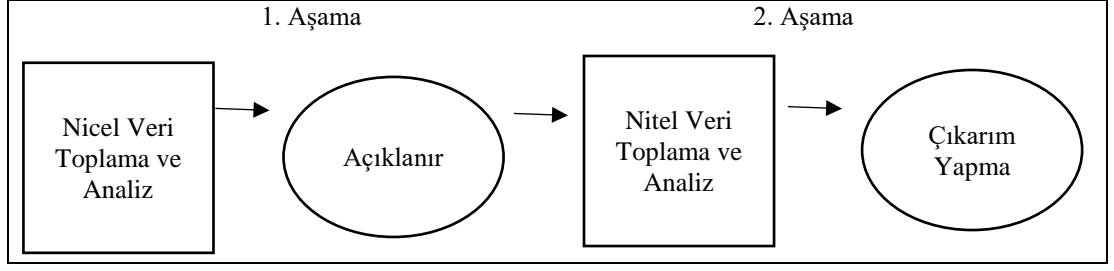 1. Aşama
2. Aşama
Nicel Veri
Toplama ve
Analiz
Açıklanır
Nitel Veri
Toplama ve
Analiz
Çıkarım
Yapma